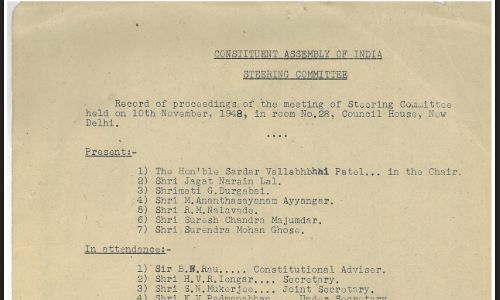 CONSTITUENT ASSEMBLY OF INDIA
STEERING COMMITTEE
Record of proceedings of the meeting of Steering Committee
held on 10th November, 1948, in room No.28, Council House, New
Delhi.
....
Present:-
1) The Hon'ble Sardar Vallabhbhai Patel... in the Chair.
2) Shri Jagat Narain Lal.
3) Shrimati G.Durgabai.
4) Shri M.Ananthasayanam Ayyangar.
5) Shri R.M.Nalavade.
6) Shri Suresh Chandra Majumdar.
7) Shri Surendra Mohan Ghose.
In attendance:-
1) Sir B.N.Rau..... Constitutional Adviser.
2) Shri H.V.R.Iengar.... Secretary.
3) Shri S.N.Mukerjee.... Joint Secretary.
4) Shri K.V.Padmanabhan.... Under Secretary.